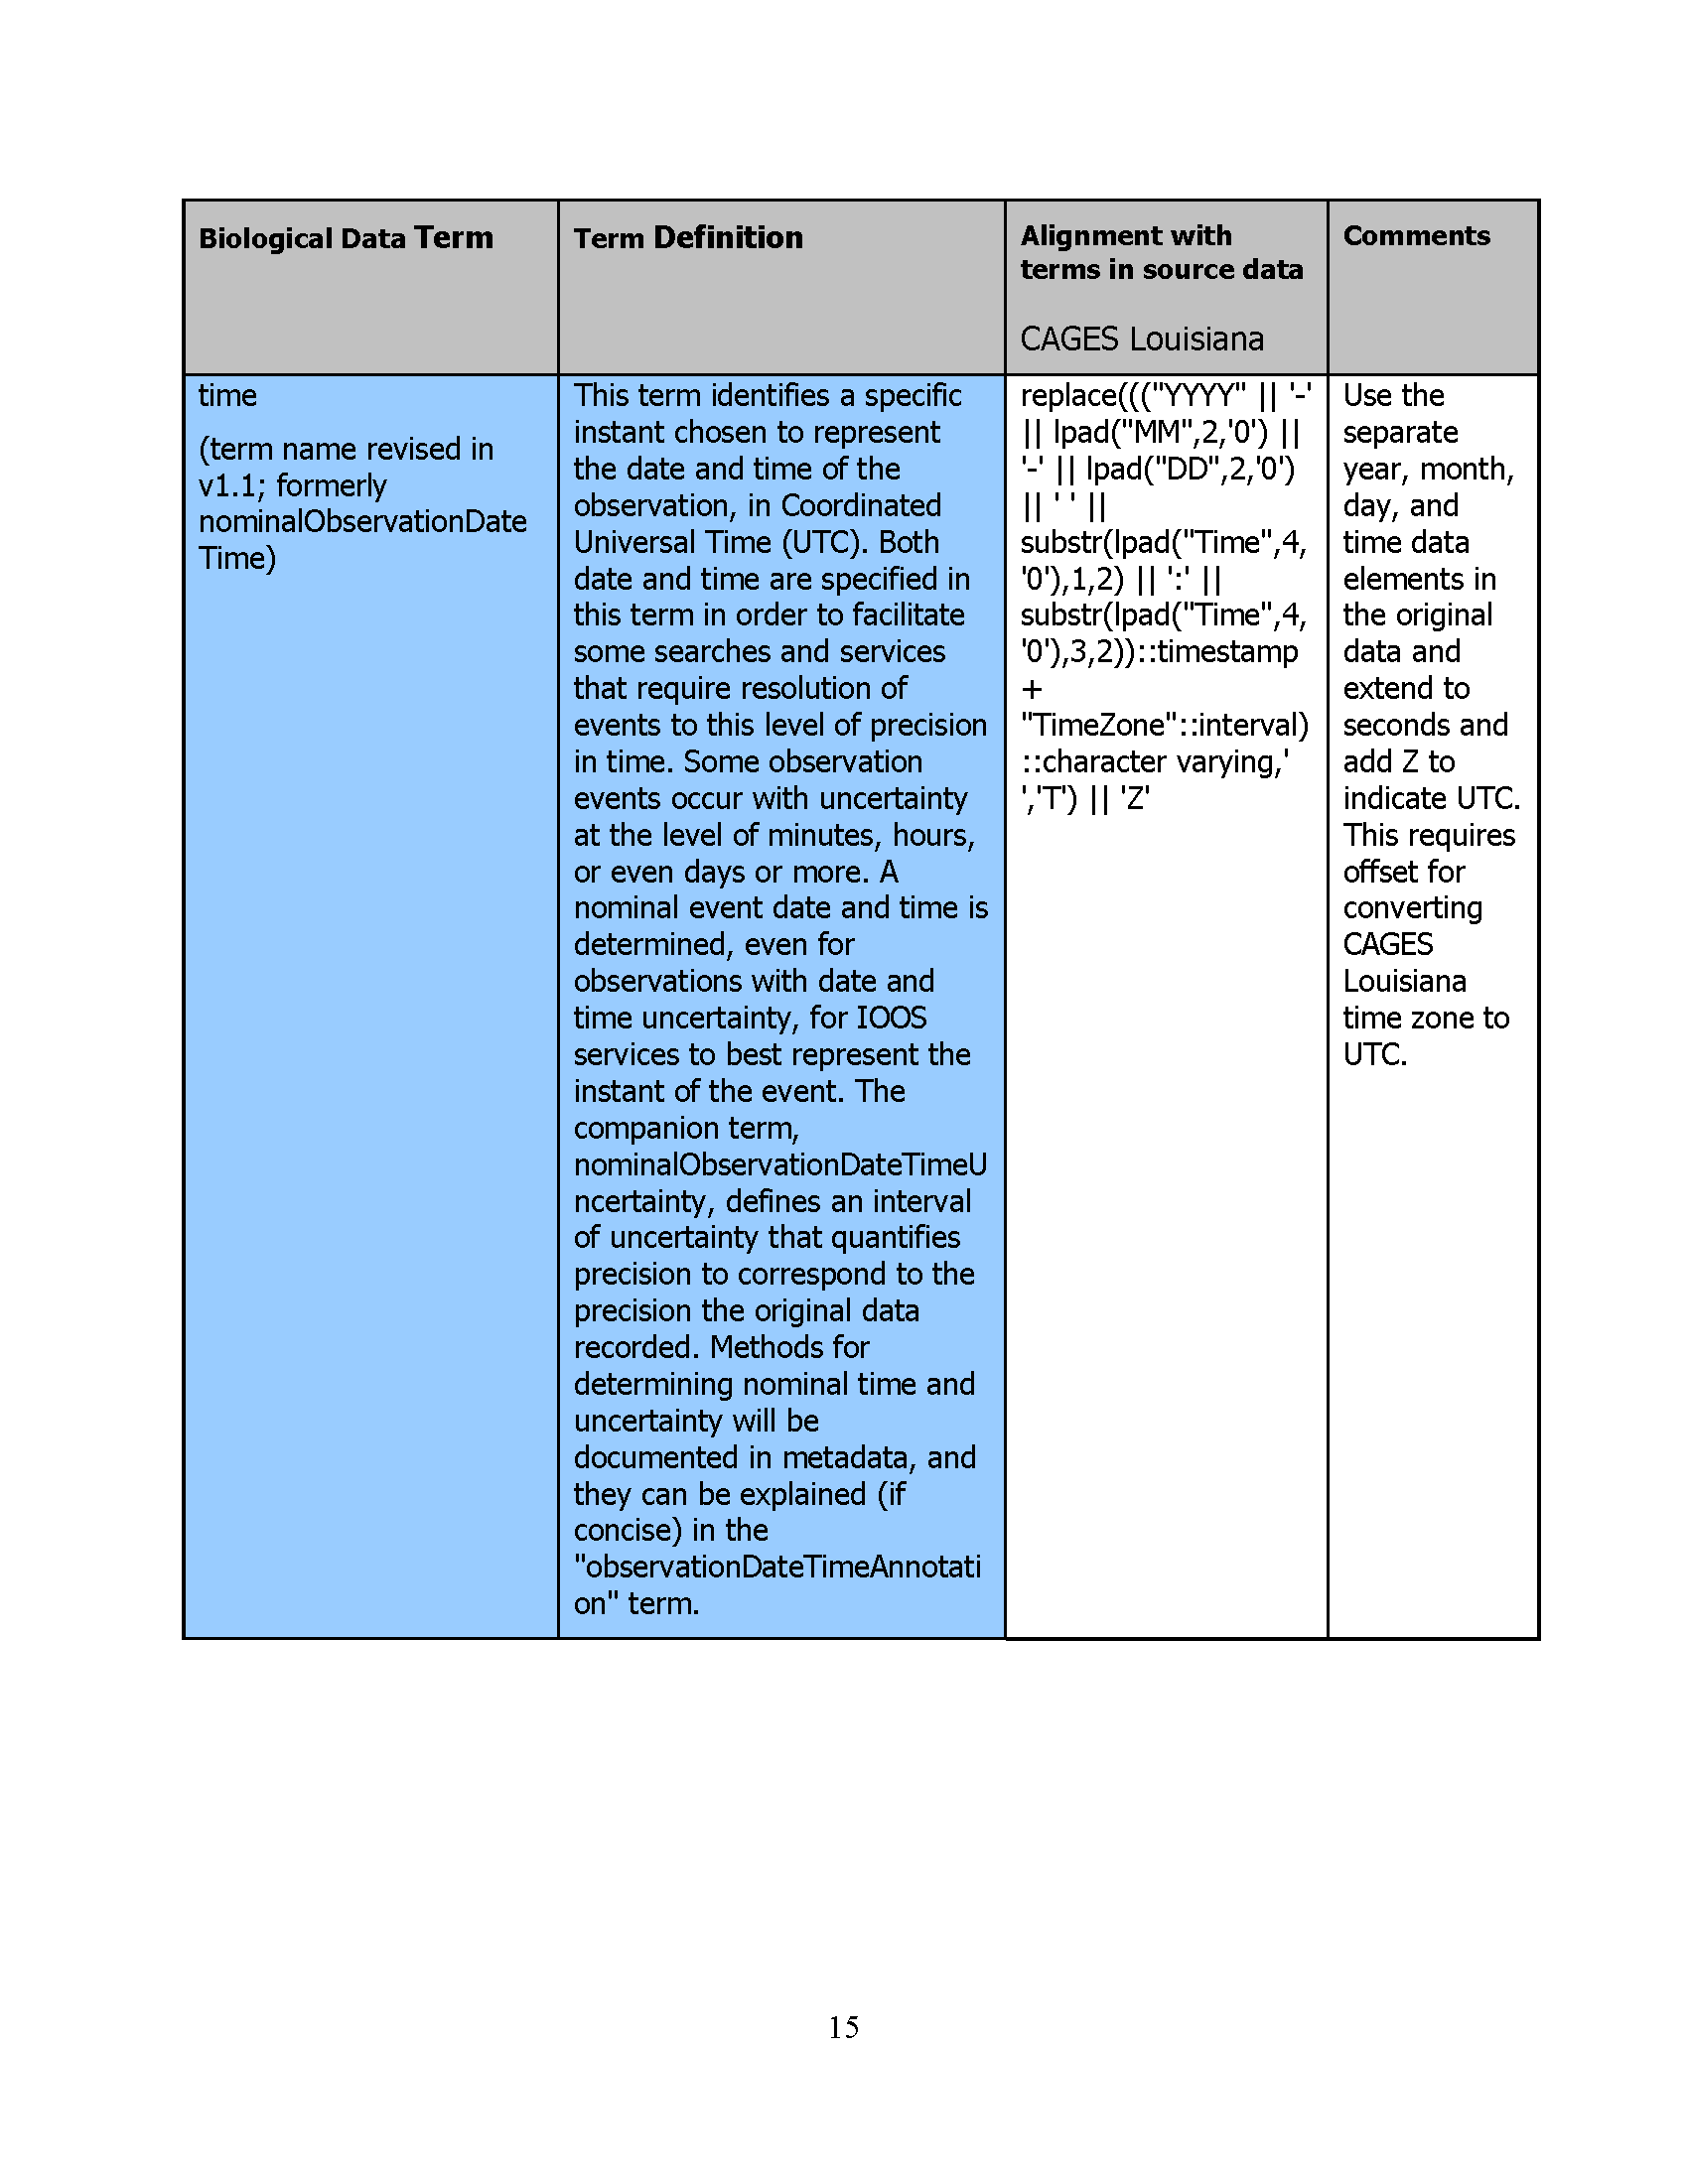 Biological Data Term
Term Definition
Alignment with
terms in source data
CAGES Louisiana
Comments
time
(term name revised in
v1.1; formerly
nominalObservationDate
Time)
This term identifies a specific
instant chosen to represent
the date and time of the
observation, in Coordinated
Universal Time (UTC). Both
date and time are specified in
this term in order to facilitate
some searches and services
that require resolution of
events to this level of precision
in time. Some observation
events occur with uncertainty
at the level of minutes, hours,
or even days or more. A
nominal event date and time is
determined, even for
observations with date and
time uncertainty, for IOOS
services to best represent the
instant of the event. The
companion term,
nominalObservationDateTimeU
ncertainty, defines an interval
of uncertainty that quantifies
precision to correspond to the
precision the original data
recorded. Methods for
determining nominal time and
uncertainty will be
documented in metadata, and
they can be explained (if
concise) in the
"observationDateTimeAnnotati
on" term.
replace((("YYYY" || '-'
|| lpad("MM",2,'0') ||
'-' || lpad("DD",2,'0')
|| ' ' ||
substr(lpad("Time",4,
'0'),1,2) || ':' ||
substr(lpad("Time",4,
'0'),3,2))::timestamp
+
"TimeZone"::interval)
::character varying,'
','T') || 'Z'
Use the
separate
year, month,
day, and
time data
elements in
the original
data and
extend to
seconds and
add Z to
indicate UTC.
This requires
offset for
converting
CAGES
Louisiana
time zone to
UTC.
15